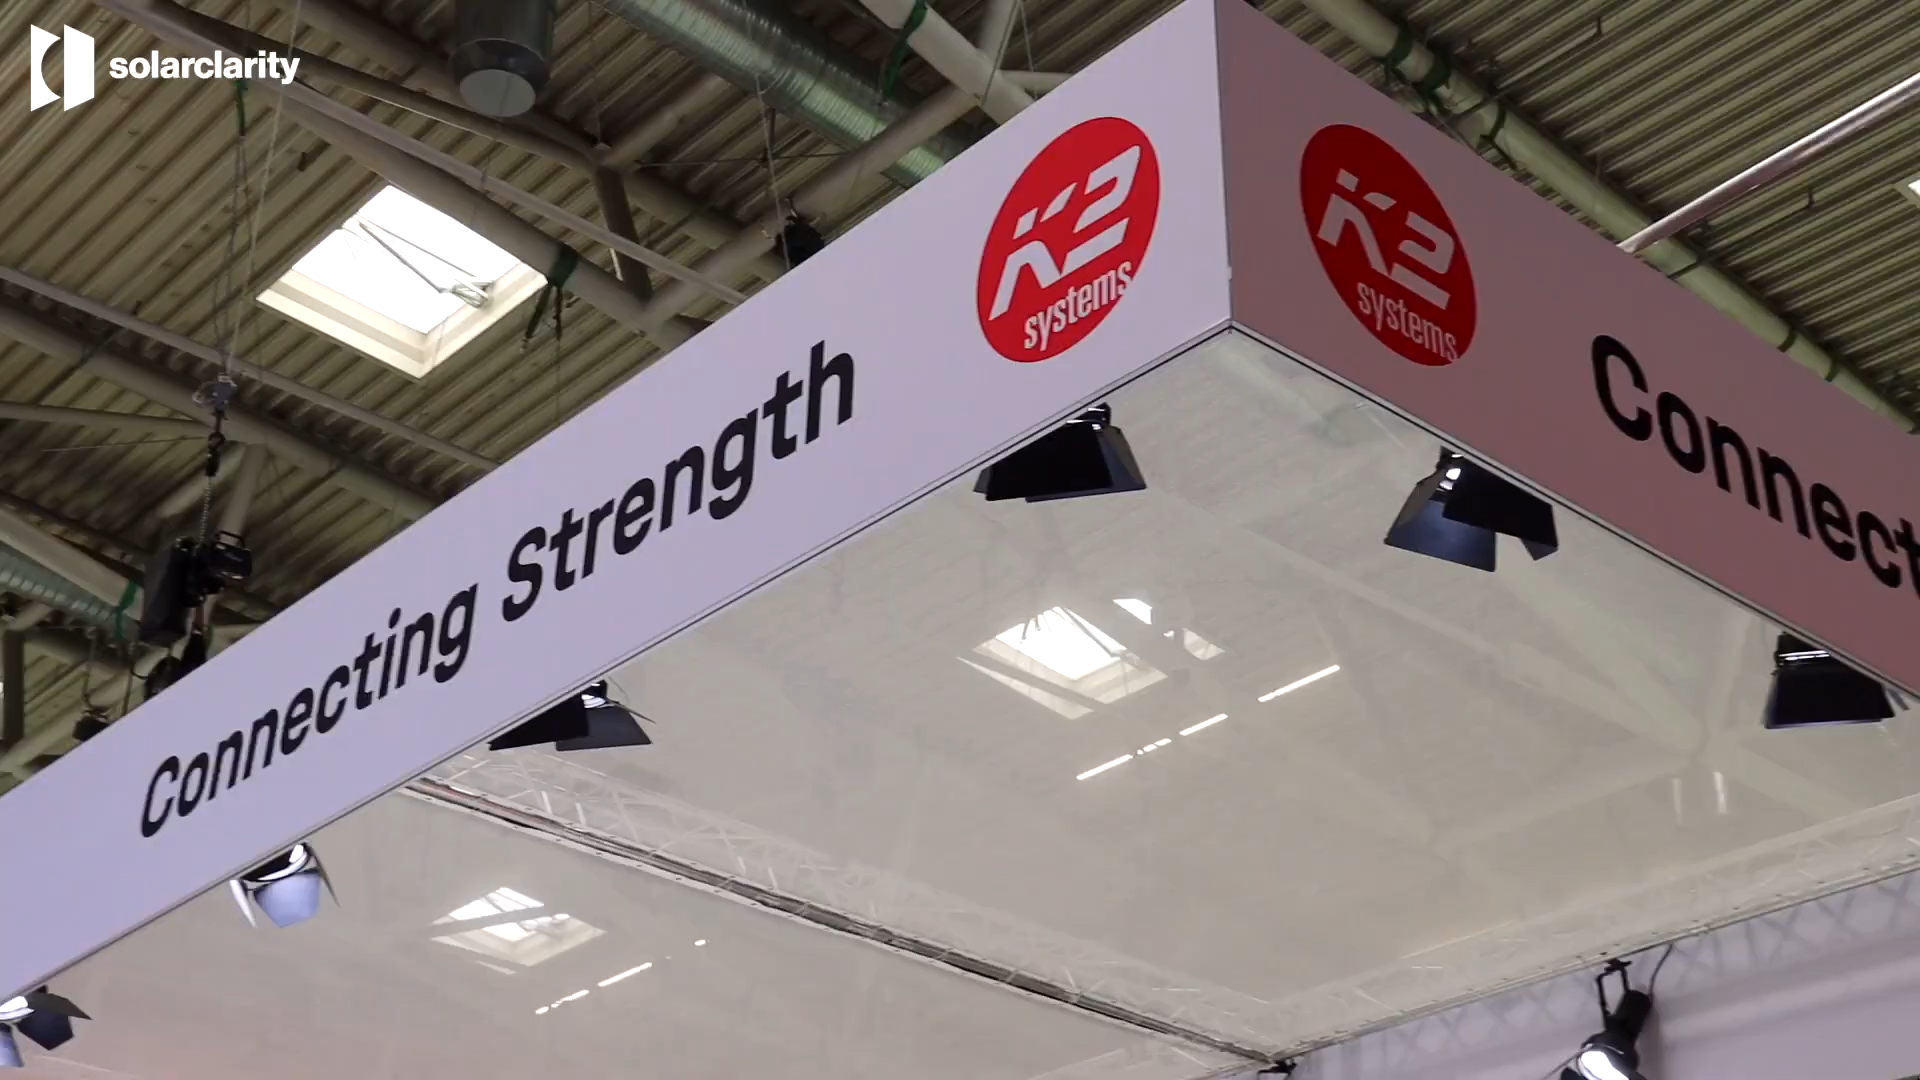 solarclarity
K2
systems
K2
systems
Connecting Strength
Connect